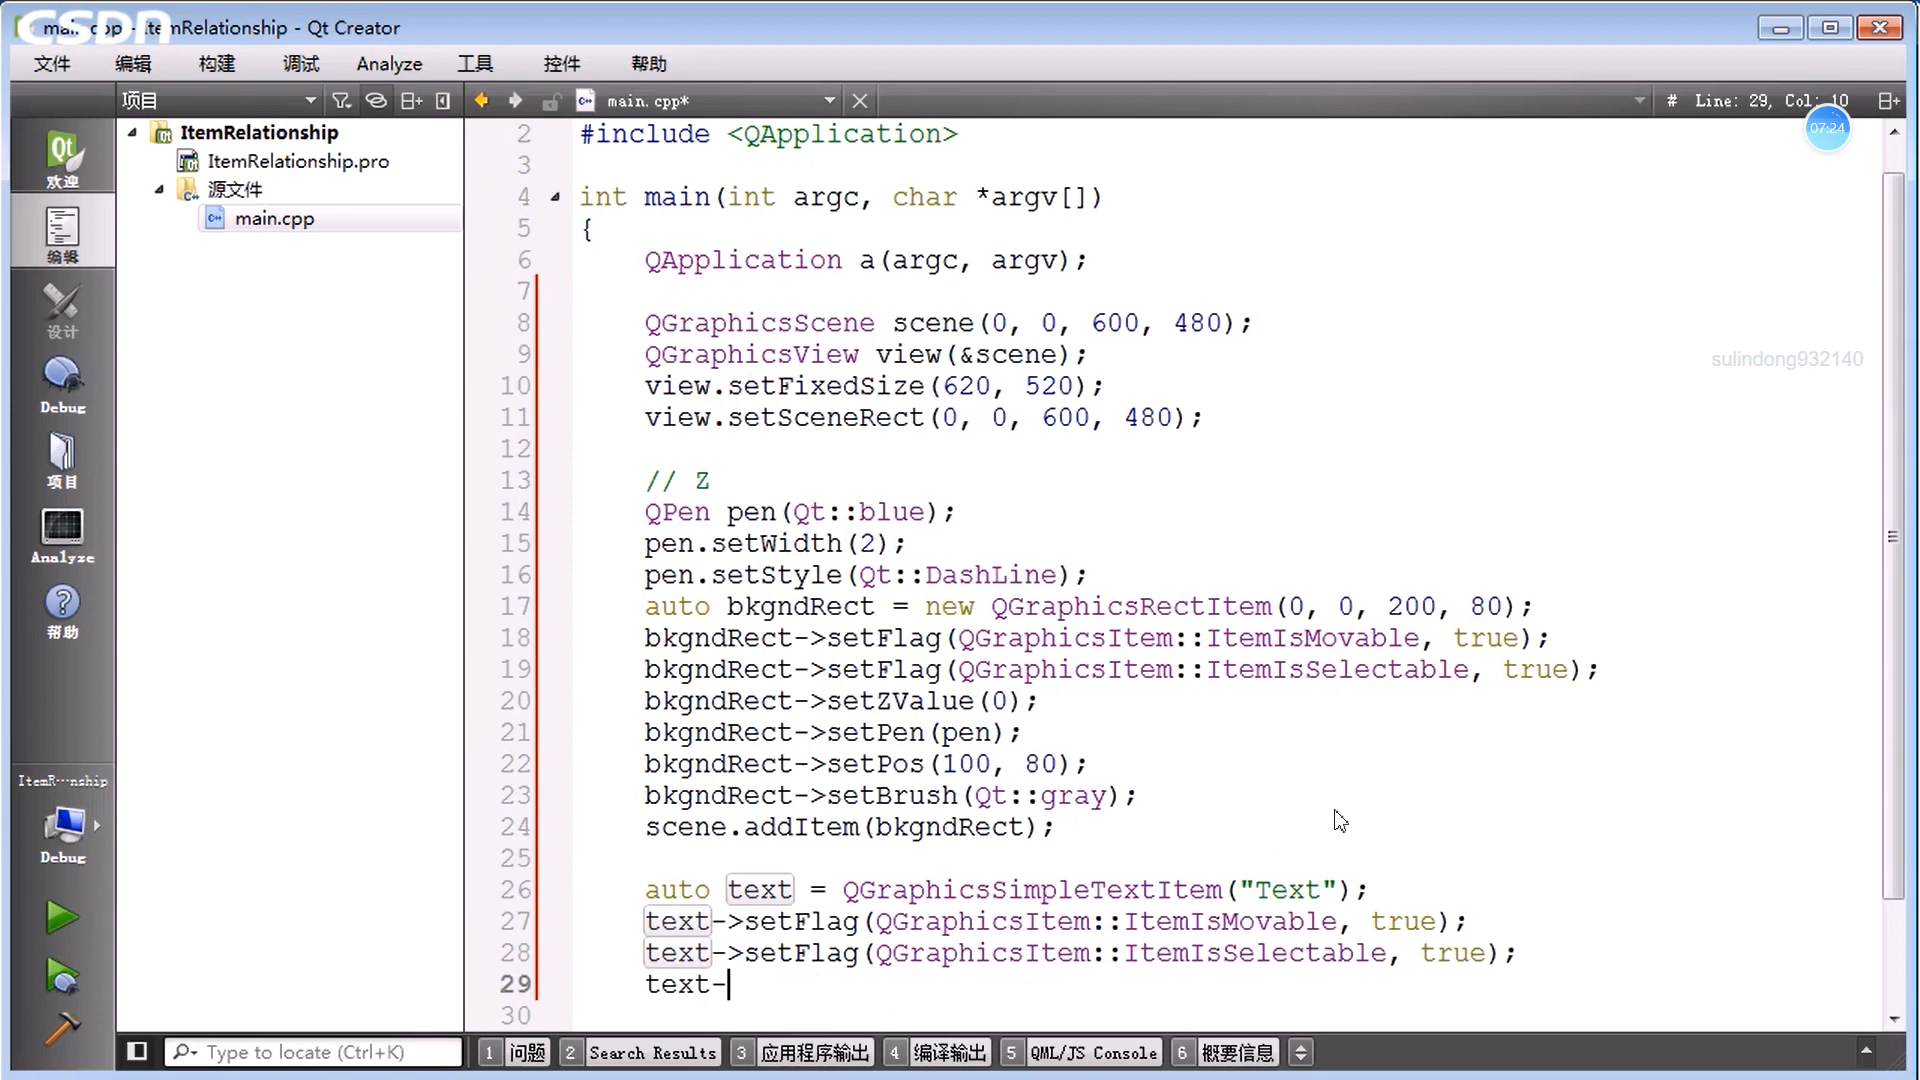 CSDN
main.cpp - ItemRelationship - Qt Creator
文件 编辑 构建 调试 Analyze 工具 控件 帮助
项目
main.cpp*
# Line: 29, Col: 10
07:24
ItemRelationship
ItemRelationship.pro
源文件
main.cpp
欢迎
编辑
设计
Debug
项目
Analyze
帮助
ItemR···nship
Debug
2 #include <QApplication>
3
4 int main(int argc, char *argv[])
5 {
6 QApplication a(argc, argv);
7
8 QGraphicsScene scene(0, 0, 600, 480);
9 QGraphicsView view(&scene);
sulindong932140
10 view.setFixedSize(620, 520);
11 view.setSceneRect(0, 0, 600, 480);
12
13 // Z
14 QPen pen(Qt::blue);
15 pen.setWidth(2);
16 pen.setStyle(Qt::DashLine);
17 auto bkgndRect = new QGraphicsRectItem(0, 0, 200, 80);
18 bkgndRect->setFlag(QGraphicsItem::ItemIsMovable, true);
19 bkgndRect->setFlag(QGraphicsItem::ItemIsSelectable, true);
20 bkgndRect->setZValue(0);
21 bkgndRect->setPen(pen);
22 bkgndRect->setPos(100, 80);
23 bkgndRect->setBrush(Qt::gray);
24 scene.addItem(bkgndRect);
25
26 auto text = QGraphicsSimpleTextItem("Text");
27 text->setFlag(QGraphicsItem::ItemIsMovable, true);
28 text->setFlag(QGraphicsItem::ItemIsSelectable, true);
29 text-
30
Type to locate (Ctrl+K) 1 问题 2 Search Results 3 应用程序输出 4 编译输出 5 QML/JS Console 6 概要信息